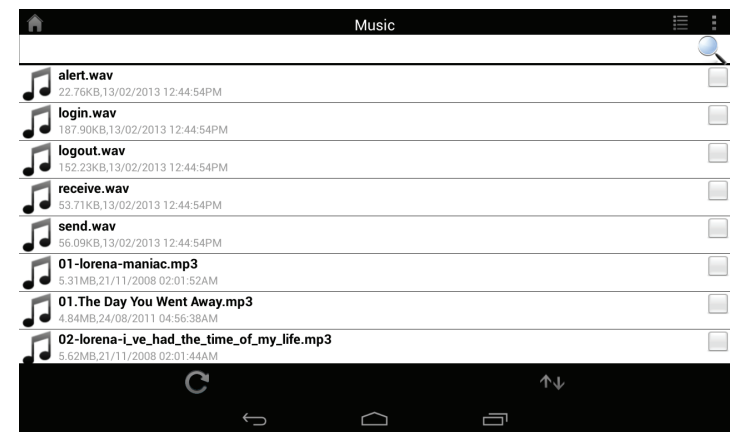 Music
alert.wav
22.76KB,13/02/2013 12:44:54PM
login.wav
187.90KB,13/02/2013 12:44:54PM
logout.wav
152.23KB,13/02/2013 12:44:54PM
receive.wav
53.71KB,13/02/2013 12:44:54PM
send.wav
56.09KB,13/02/2013 12:44:54PM
01-lorena-maniac.mp3
5.31MB,21/11/2008 02:01:52AM
01.The Day You Went Away.mp3
4.84MB,24/08/2011 04:56:38AM
02-lorena-i_ve_had_the_time_of_my_life.mp3
5.62MB,21/11/2008 02:01:44AM